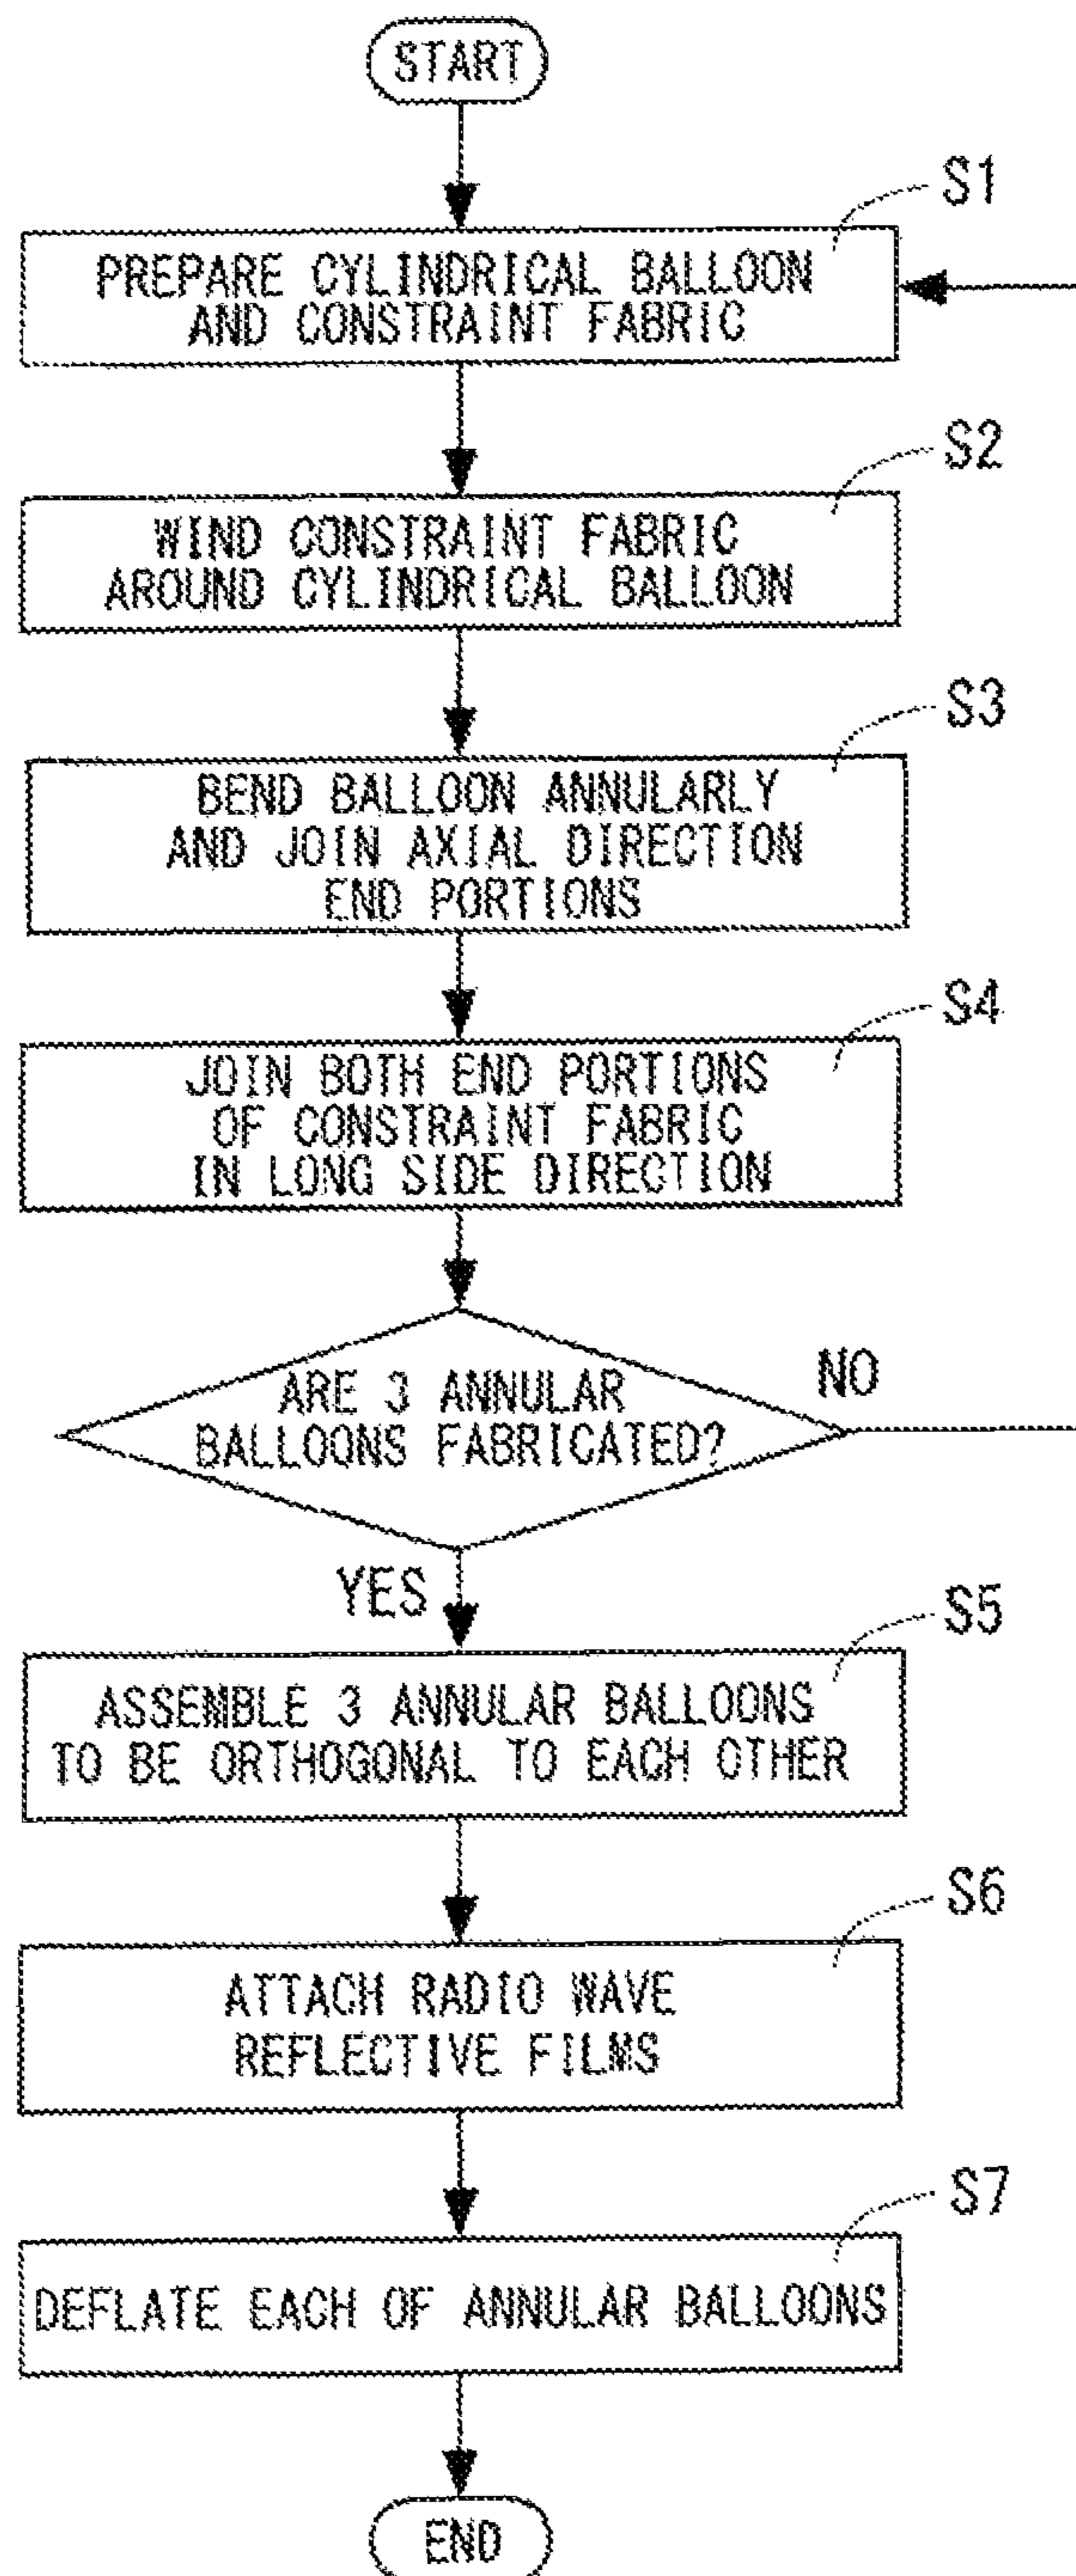 START
S1
PREPARE CYLINDRICAL BALLOON
AND CONSTRAINT FABRIC
S2
WIND CONSTRAINT FABRIC
AROUND CYLINDRICAL BALLOON
S3
BEND BALLOON ANNULARLY
AND JOIN AXIAL DIRECTION
END PORTIONS
S4
JOIN BOTH END PORTIONS
OF CONSTRAINT FABRIC
IN LONG SIDE DIRECTION
ARE 3 ANNULAR
BALLOONS FABRICATED?
NO
YES
S5
ASSEMBLE 3 ANNULAR BALLOONS
TO BE ORTHOGONAL TO EACH OTHER
S6
ATTACH RADIO WAVE
REFLECTIVE FILMS
S7
DEFLATE EACH OF ANNULAR BALLOONS
END